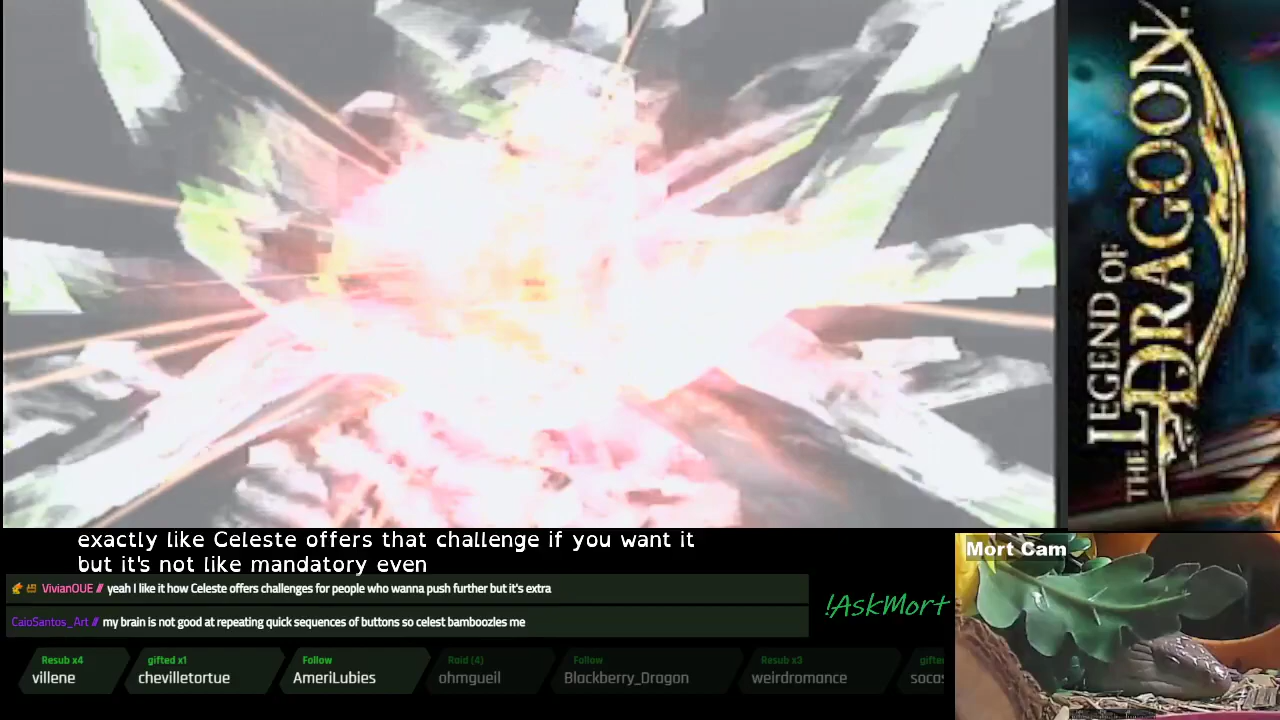 THE LEGEND OF DRAGOON
exactly like Celeste offers that challenge if you want it
but it's not like mandatory even
VivianOUE // yeah I like it how Celeste offers challenges for people who wanna push further but it's extra
CaioSantos_Art // my brain is not good at repeating quick sequences of buttons so celest bamboozles me
!AskMort
Mort Cam
Resub x4
villene
gifted x1
chevilletortue
Follow
AmeriLubies
Raid (4)
ohmgueil
Follow
Blackberry_Dragon
Resub x3
weirdromance